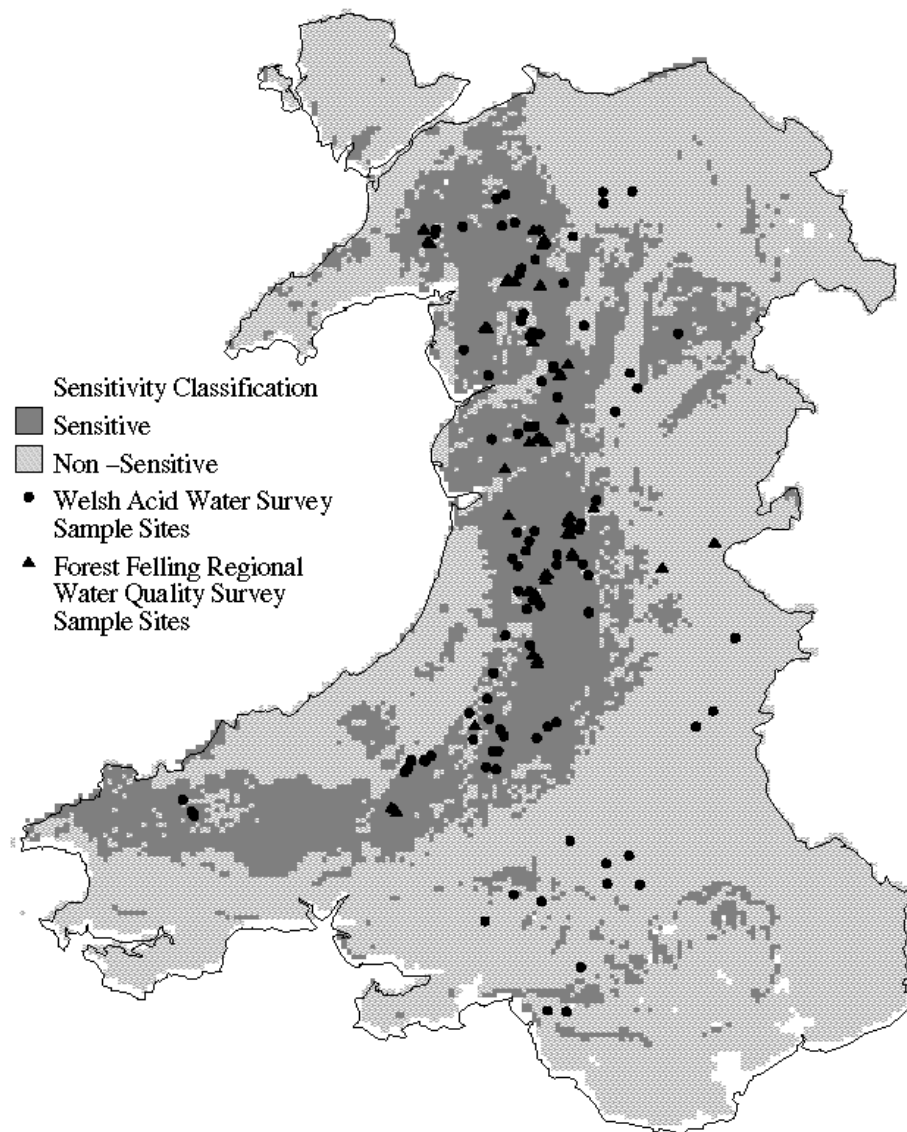 Sensitivity Classification
Sensitive
Non –Sensitive
Welsh Acid Water Survey
Sample Sites
Forest Felling Regional
Water Quality Survey
Sample Sites